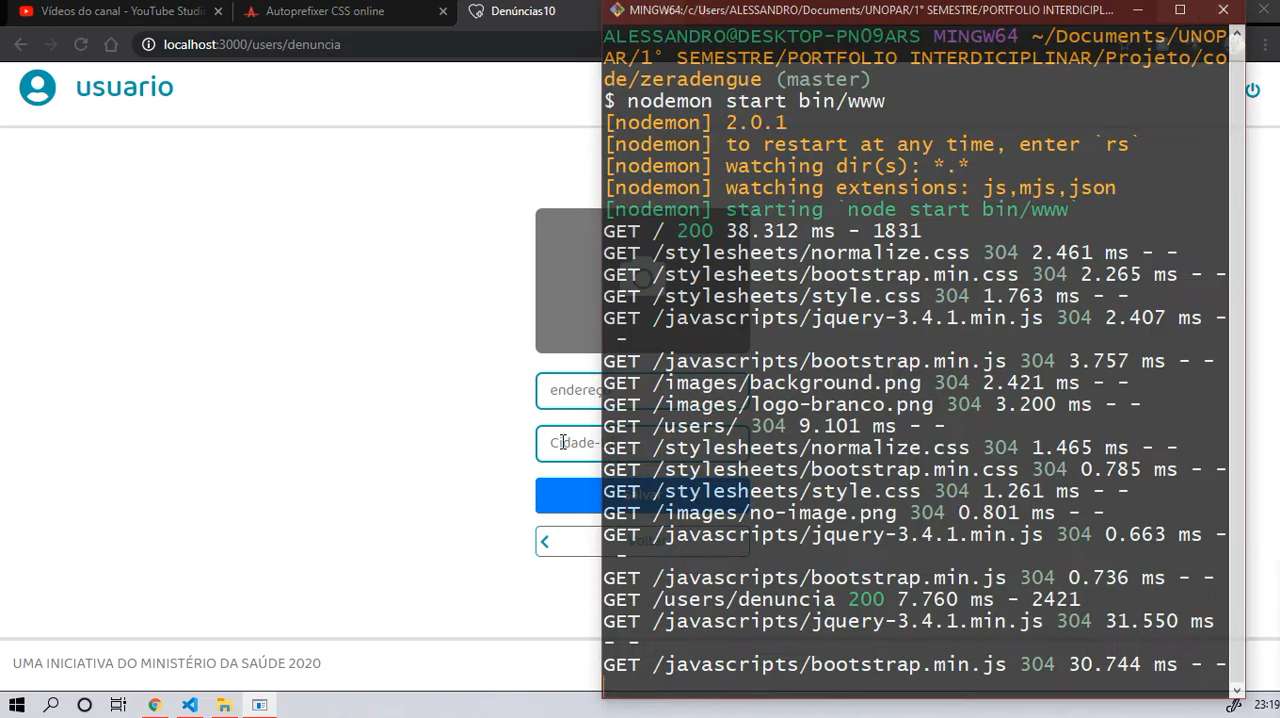 Vídeos do canal - YouTube Studi
Autoprefixer CSS online
Denúncias10
localhost:3000/users/denuncia
usuario
endereç
Cidade-
UMA INICIATIVA DO MINISTÉRIO DA SAÚDE 2020
MINGW64:/c/Users/ALESSANDRO/Documents/UNOPAR/1° SEMESTRE/PORTFOLIO INTERDICIPL...
ALESSANDRO@DESKTOP-PN09ARS MINGW64 ~/Documents/UNOP
AR/1° SEMESTRE/PORTFOLIO INTERDICIPLINAR/Projeto/co
de/zeradengue (master)
$ nodemon start bin/www
[nodemon] 2.0.1
[nodemon] to restart at any time, enter `rs`
[nodemon] watching dir(s): *.*
[nodemon] watching extensions: js,mjs,json
[nodemon] starting `node start bin/www`
GET / 200 38.312 ms - 1831
GET /stylesheets/normalize.css 304 2.461 ms - -
GET /stylesheets/bootstrap.min.css 304 2.265 ms - -
GET /stylesheets/style.css 304 1.763 ms - -
GET /javascripts/jquery-3.4.1.min.js 304 2.407 ms -
-
GET /javascripts/bootstrap.min.js 304 3.757 ms - -
GET /images/background.png 304 2.421 ms - -
GET /images/logo-branco.png 304 3.200 ms - -
GET /users/ 304 9.101 ms - -
GET /stylesheets/normalize.css 304 1.465 ms - -
GET /stylesheets/bootstrap.min.css 304 0.785 ms - -
GET /stylesheets/style.css 304 1.261 ms - -
GET /images/no-image.png 304 0.801 ms - -
GET /javascripts/jquery-3.4.1.min.js 304 0.663 ms -
-
GET /javascripts/bootstrap.min.js 304 0.736 ms - -
GET /users/denuncia 200 7.760 ms - 2421
GET /javascripts/jquery-3.4.1.min.js 304 31.550 ms
- -
GET /javascripts/bootstrap.min.js 304 30.744 ms - -
23:19